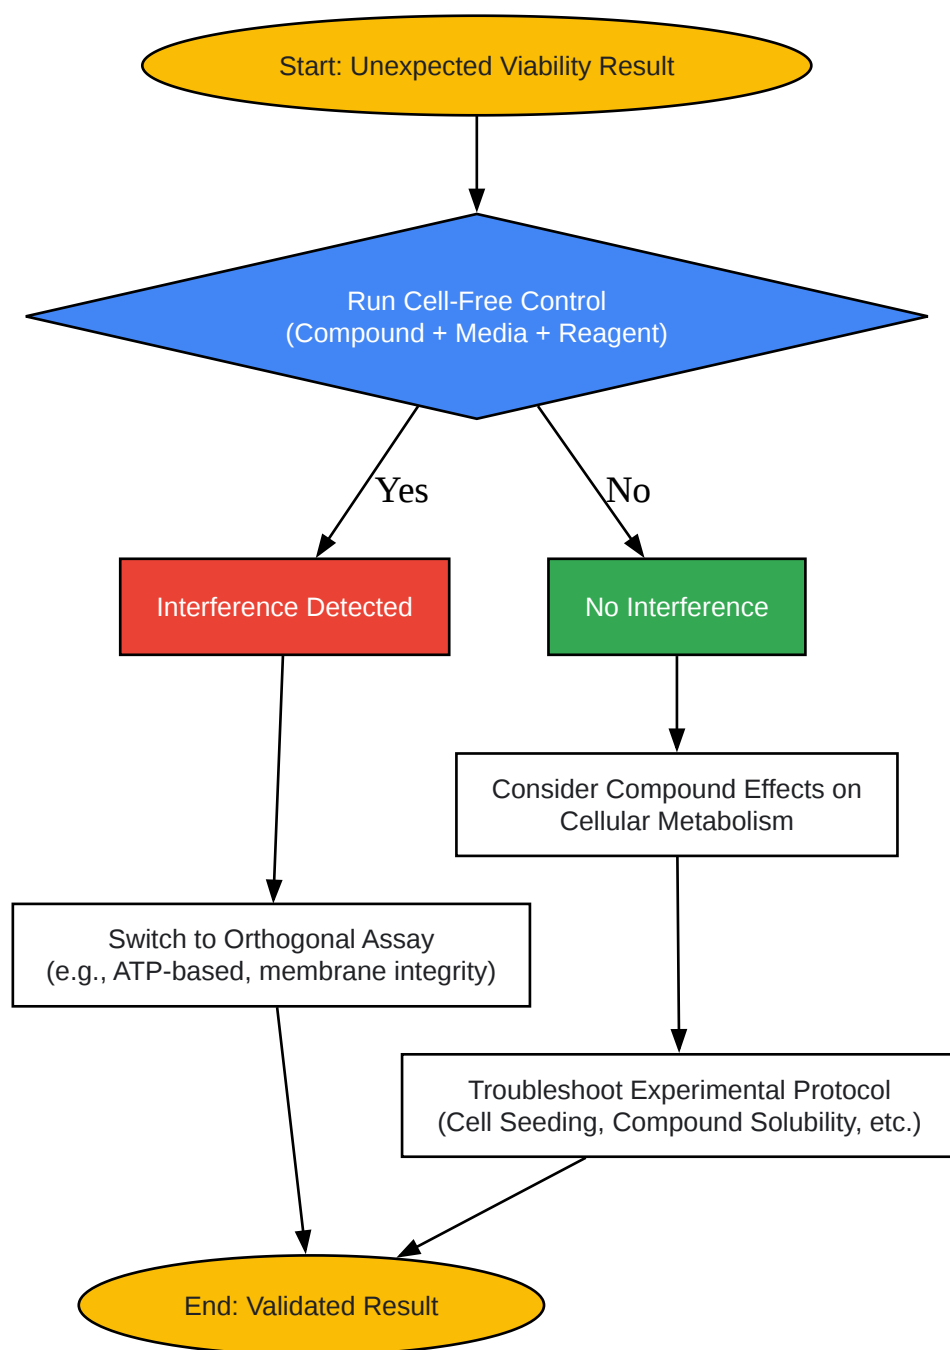 Start: Unexpected Viability Result
Run Cell-Free Control
(Compound + Media + Reagent)
Yes
No
Interference Detected
No Interference
Consider Compound Effects on
Cellular Metabolism
Switch to Orthogonal Assay
(e.g., ATP-based, membrane integrity)
Troubleshoot Experimental Protocol
(Cell Seeding, Compound Solubility, etc.)
End: Validated Result